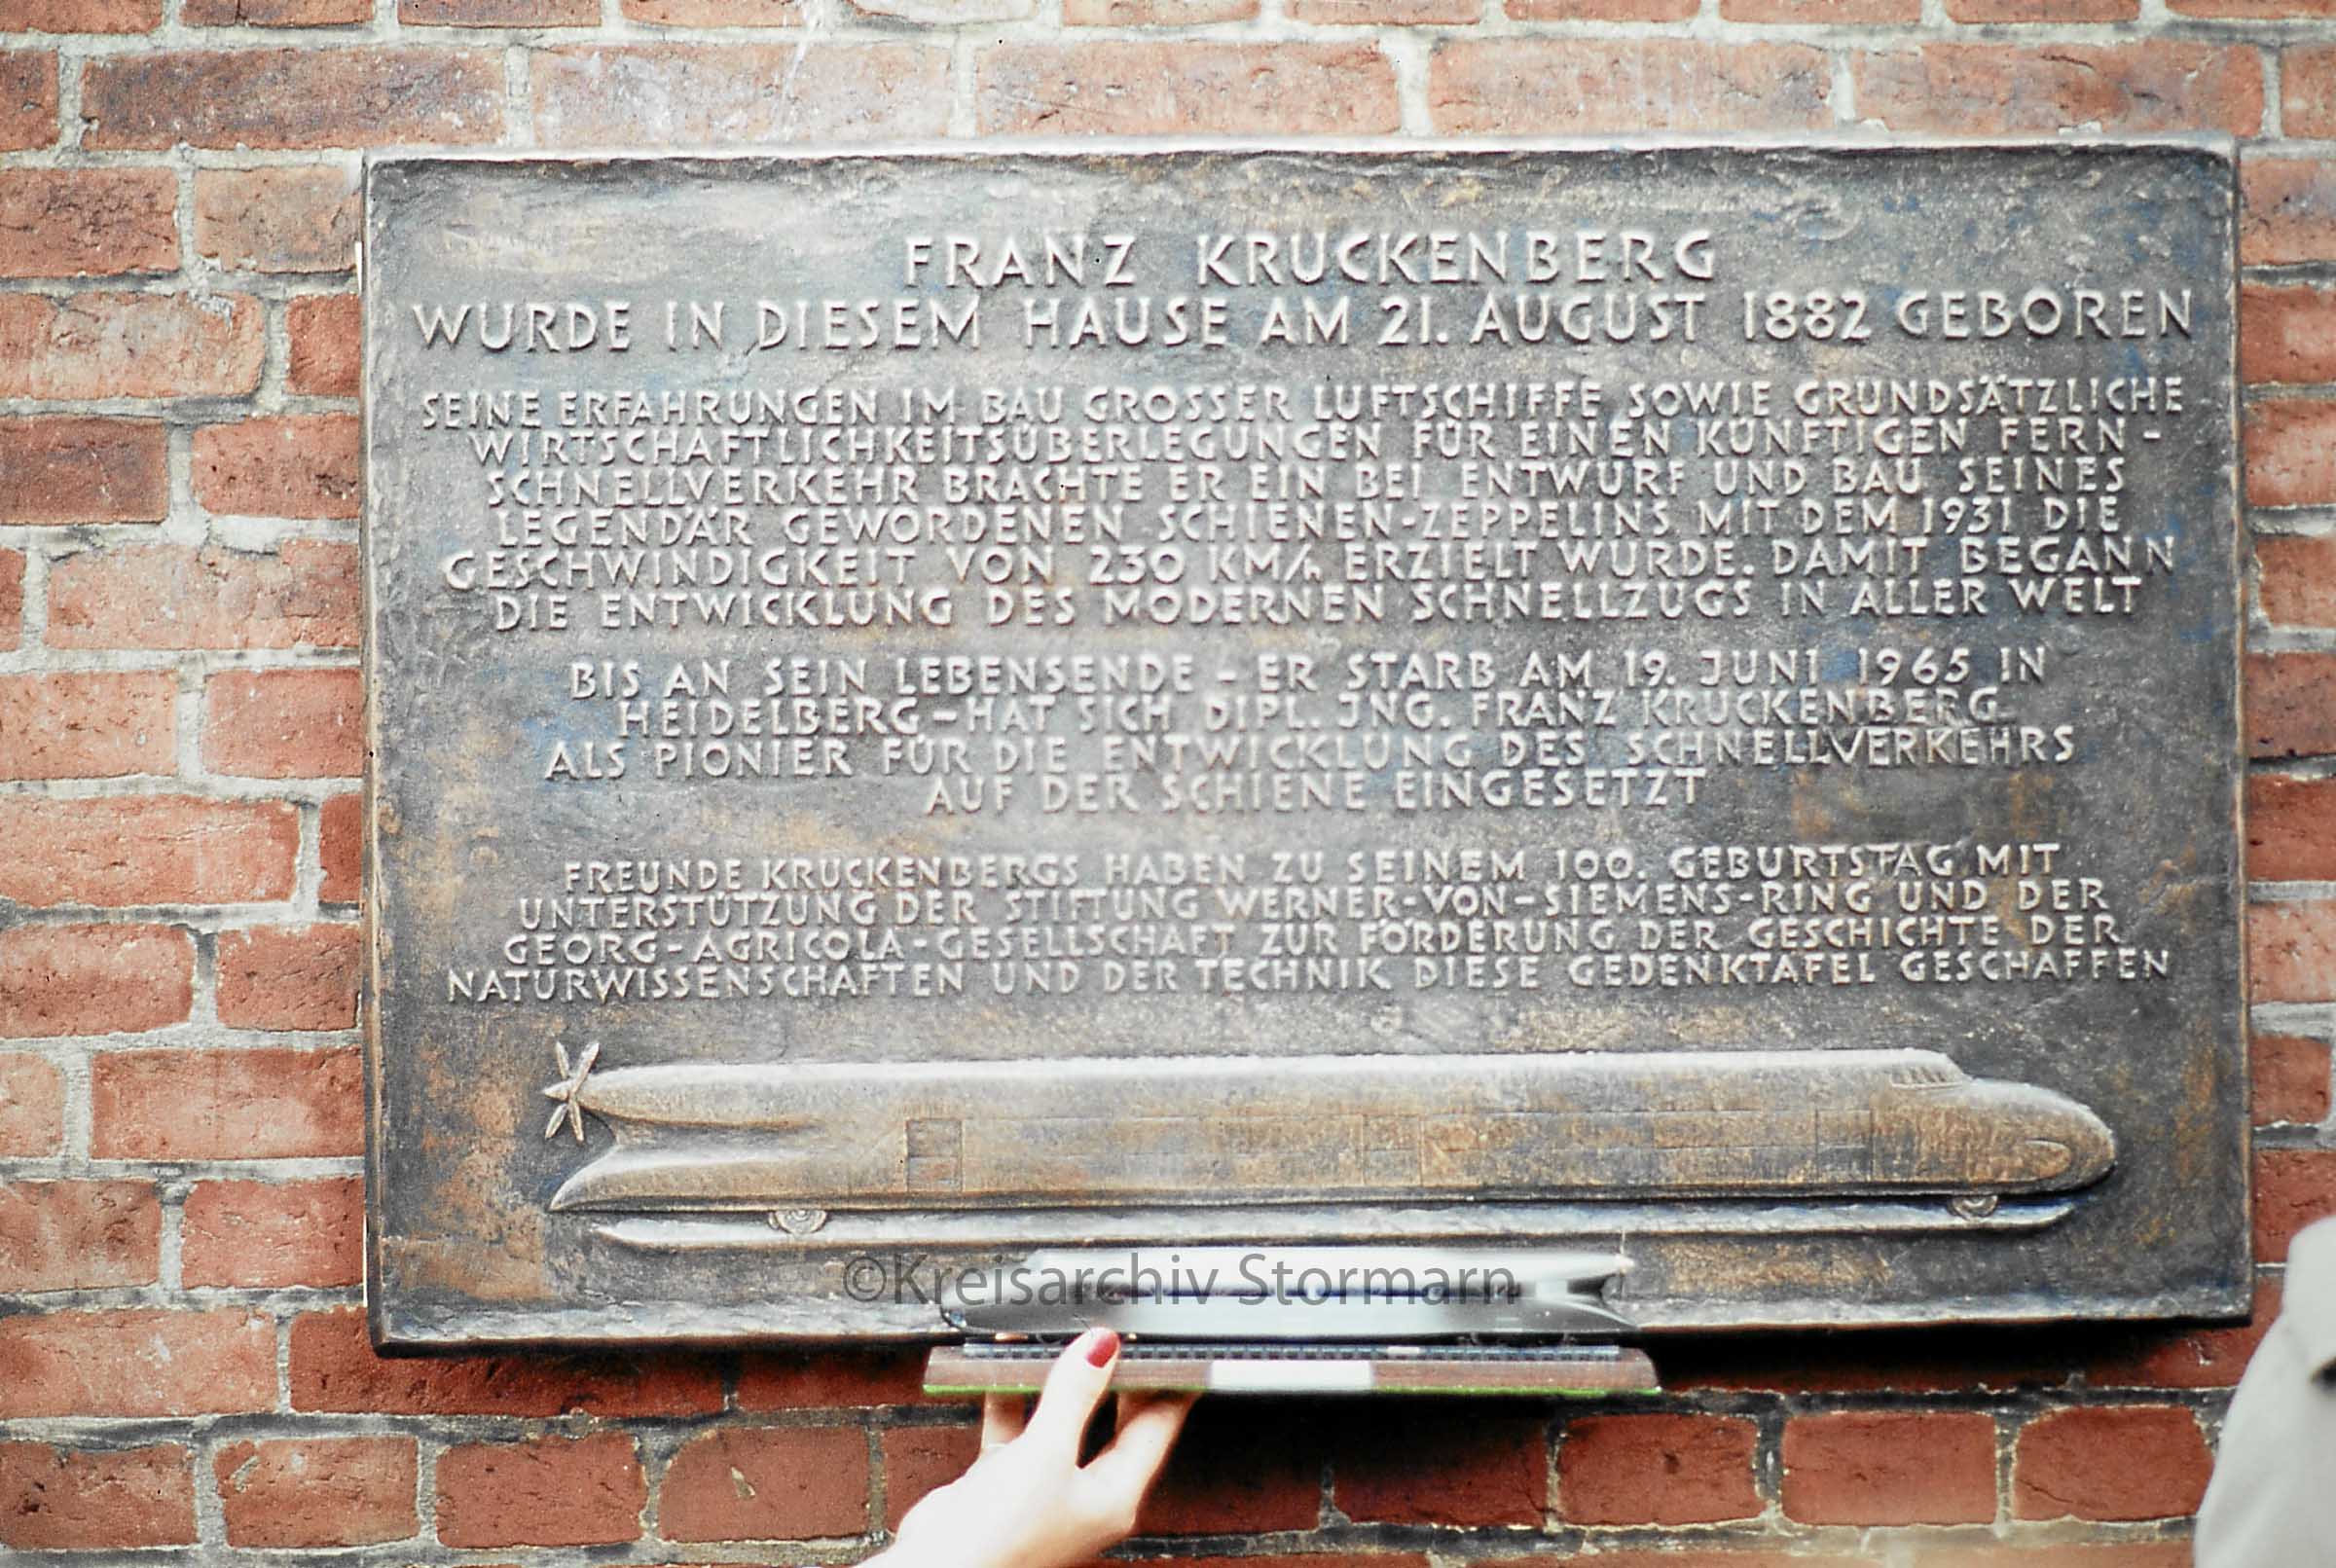 FRANZ KRUCKENBERG
WURDE IN DIESEM HAUSE AM 21. AUGUST 1882 GEBOREN
SEINE ERFAHRUNGEN IM BAU GROSSER LUFTSCHIFFE SOWIE GRUNDSÄTZLICHE
WIRTSCHAFTLICHKEITSÜBERLEGUNGEN FÜR EINEN KÜNFTIGEN FERN-
SCHNELLVERKEHR BRACHTE ER EIN BEI ENTWURF UND BAU SEINES
LEGENDÄR GEWORDENEN SCHIENEN-ZEPPELINS MIT DEM 1931 DIE
GESCHWINDIGKEIT VON 230 KM/h ERZIELT WURDE. DAMIT BEGANN
DIE ENTWICKLUNG DES MODERNEN SCHNELLZUGS IN ALLER WELT
BIS AN SEIN LEBENSENDE - ER STARB AM 19. JUNI 1965 IN
HEIDELBERG - HAT SICH DIPL. JNG. FRANZ KRUCKENBERG
ALS PIONIER FÜR DIE ENTWICKLUNG DES SCHNELLVERKEHRS
AUF DER SCHIENE EINGESETZT
FREUNDE KRUCKENBERGS HABEN ZU SEINEM 100. GEBURTSTAG MIT
UNTERSTÜTZUNG DER STIFTUNG WERNER-VON-SIEMENS-RING UND DER
GEORG-AGRICOLA-GESELLSCHAFT ZUR FÖRDERUNG DER GESCHICHTE DER
NATURWISSENSCHAFTEN UND DER TECHNIK DIESE GEDENKTAFEL GESCHAFFEN
©Kreisarchiv Stormarn